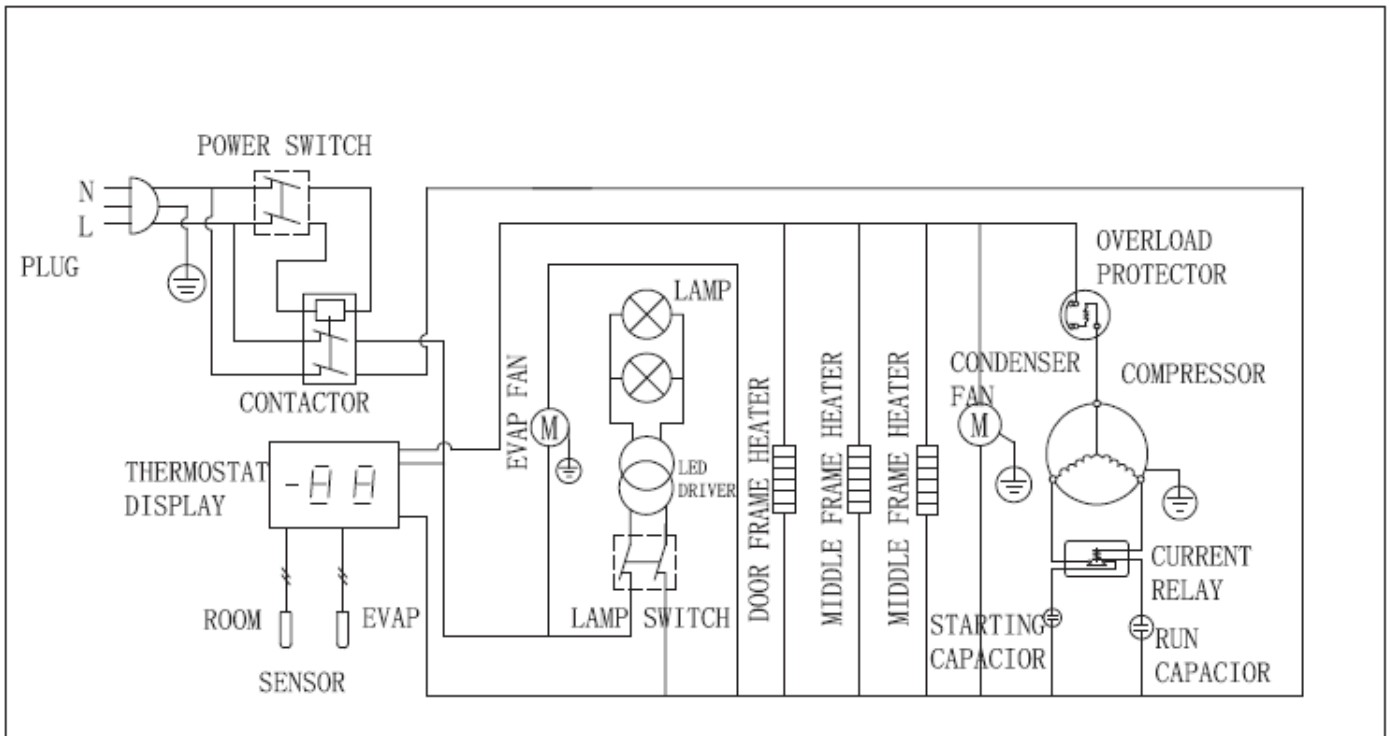 POWER SWITCH
N
L
PLUG
OVERLOAD
PROTECTOR
LAMP
CONTACTOR
EVAP FAN
CONDENSER
FAN
COMPRESSOR
M
M
THERMOSTAT
DISPLAY
-AA
LED
DRIVER
DOOR FRAME HEATER
MIDDLE FRAME HEATER
MIDDLE FRAME HEATER
CURRENT
RELAY
ROOM
EVAP
LAMP SWITCH
STARTING
CAPACIOR
RUN
CAPACIOR
SENSOR